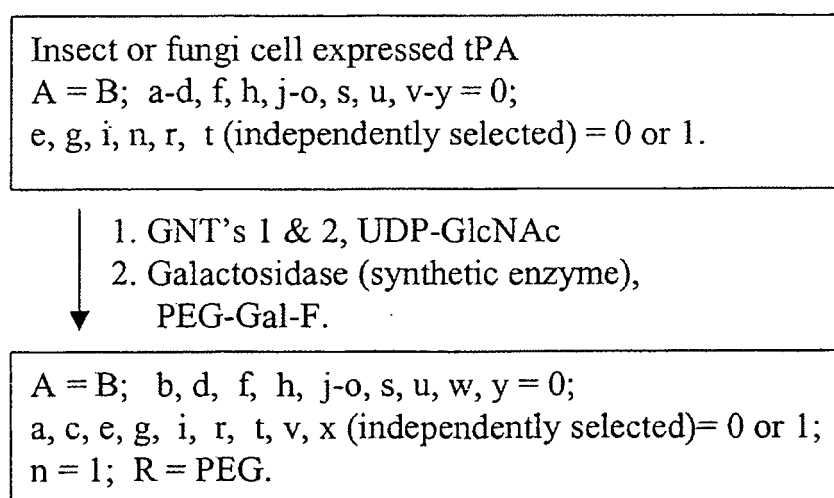 Insect or fungi cell expressed tPA
A = B; a-d, f, h, j-o, s, u, v-y = 0;
e, g, i, n, r, t (independently selected) = 0 or 1.
1. GNT's 1 & 2, UDP-GlcNAc
2. Galactosidase (synthetic enzyme),
PEG-Gal-F.
A = B; b, d, f, h, j-o, s, u, w, y = 0;
a, c, e, g, i, r, t, v, x (independently selected)= 0 or 1;
n = 1; R = PEG.